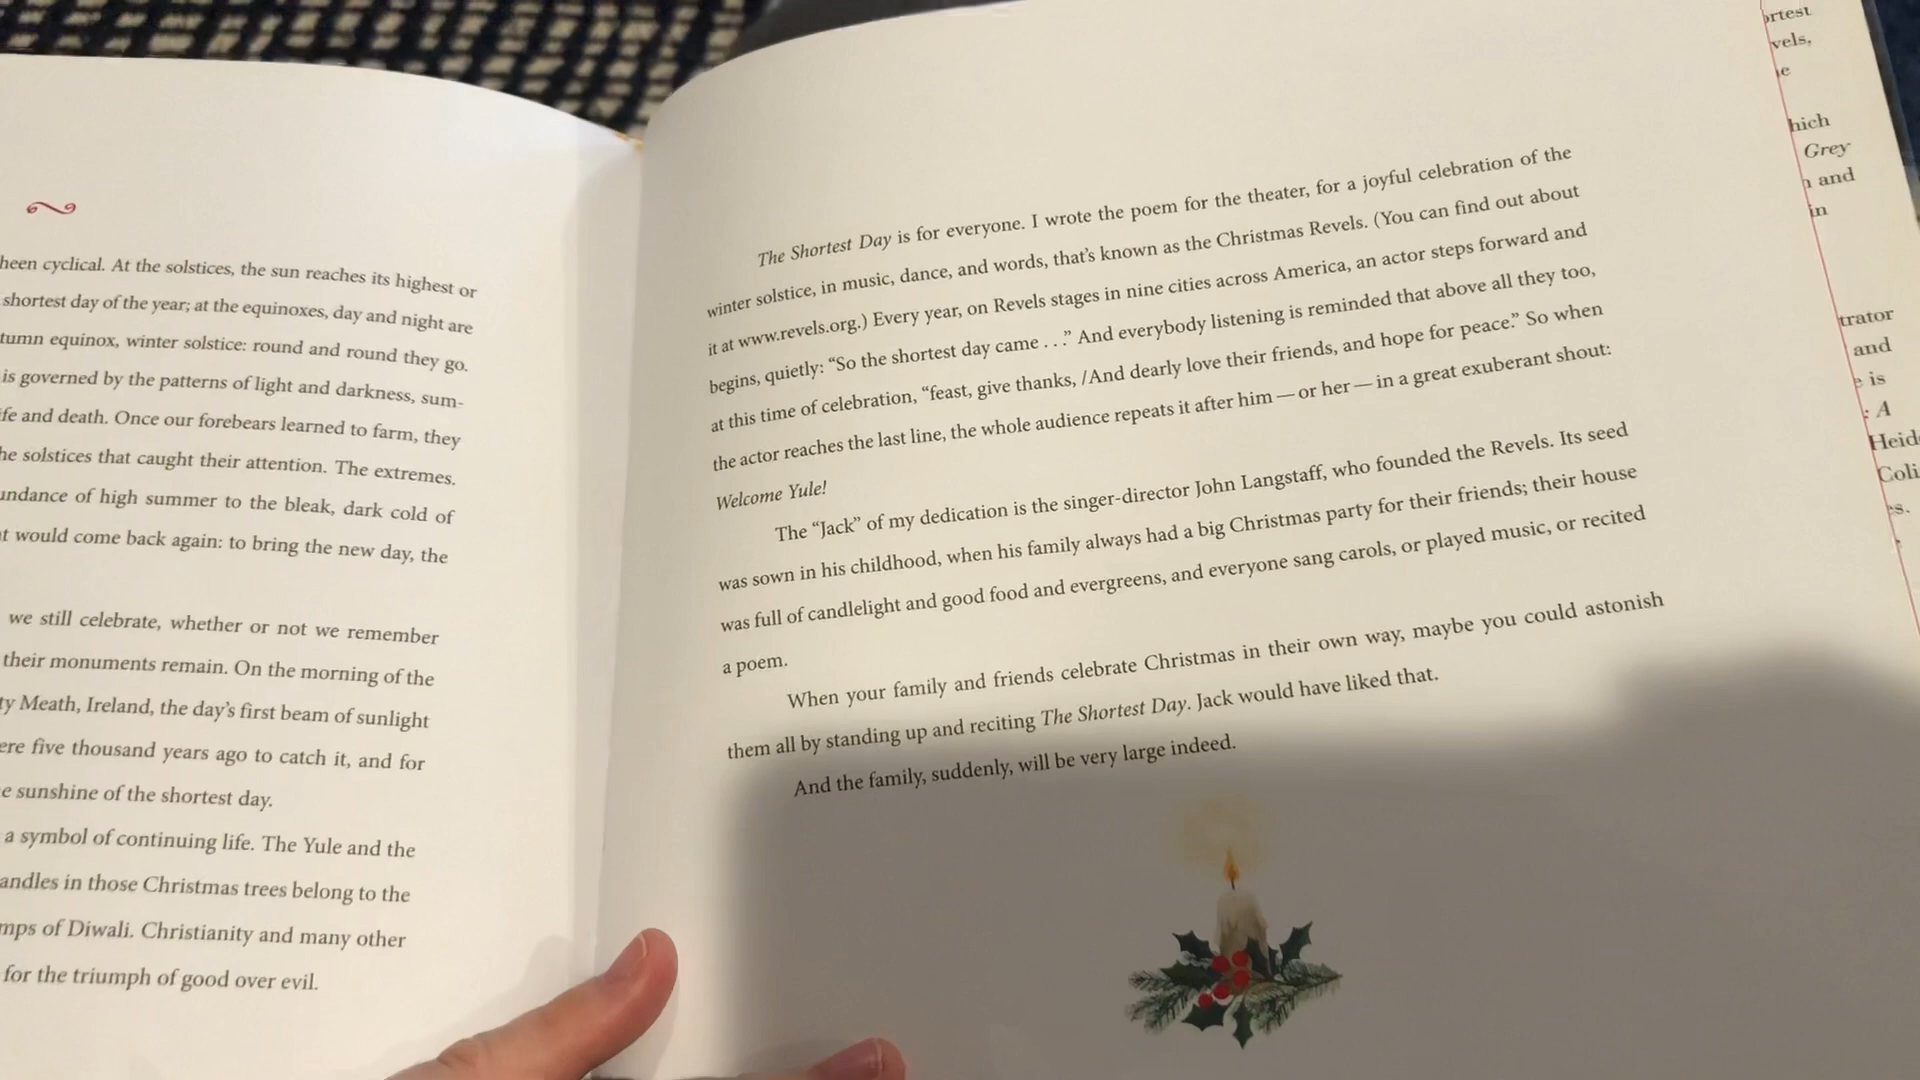 heen cyclical. At the solstices, the sun reaches its highest or
shortest day of the year; at the equinoxes, day and night are
tumn equinox, winter solstice: round and round they go.
is governed by the patterns of light and darkness, sum-
ife and death. Once our forebears learned to farm, they
he solstices that caught their attention. The extremes.
undance of high summer to the bleak, dark cold of
t would come back again: to bring the new day, the
we still celebrate, whether or not we remember
their monuments remain. On the morning of the
ty Meath, Ireland, the day's first beam of sunlight
ere five thousand years ago to catch it, and for
e sunshine of the shortest day.
a symbol of continuing life. The Yule and the
andles in those Christmas trees belong to the
mps of Diwali. Christianity and many other
for the triumph of good over evil.
The Shortest Day is for everyone. I wrote the poem for the theater, for a joyful celebration of the
winter solstice, in music, dance, and words, that's known as the Christmas Revels. (You can find out about
it at www.revels.org.) Every year, on Revels stages in nine cities across America, an actor steps forward and
begins, quietly: “So the shortest day came . . .” And everybody listening is reminded that above all they too,
at this time of celebration, “feast, give thanks, /And dearly love their friends, and hope for peace.” So when
the actor reaches the last line, the whole audience repeats it after him — or her — in a great exuberant shout:
Welcome Yule!
The “Jack” of my dedication is the singer-director John Langstaff, who founded the Revels. Its seed
was sown in his childhood, when his family always had a big Christmas party for their friends; their house
was full of candlelight and good food and evergreens, and everyone sang carols, or played music, or recited
a poem.
When your family and friends celebrate Christmas in their own way, maybe you could astonish
them all by standing up and reciting The Shortest Day. Jack would have liked that.
And the family, suddenly, will be very large indeed.
ortest
vels,
e
hich
Grey
n and
in
trator
and
e is
: A
Heid
Coli
es.